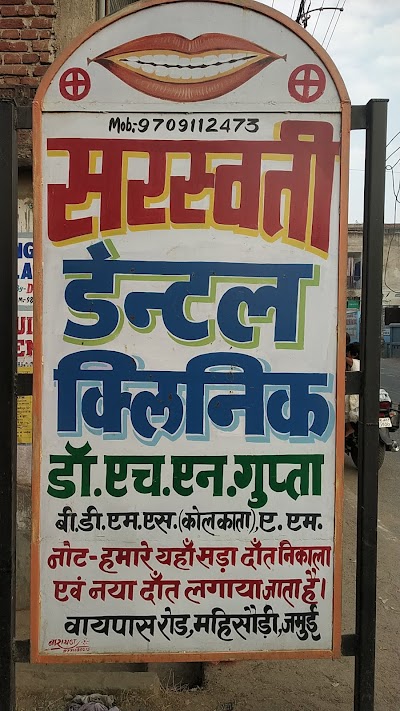 Mob:-9709112473
सरस्वती
डेन्टल
क्लिनिक
डॉ.एच.एन.गुप्ता
बी.डी.एम.एस.(कोलकाता),ए.एम.
नोट-हमारे यहाँ सड़ा दाँत निकाला
एवं नया दाँत लगाया जाता है।
वायपास रोड,महिसौड़ी,जमुई